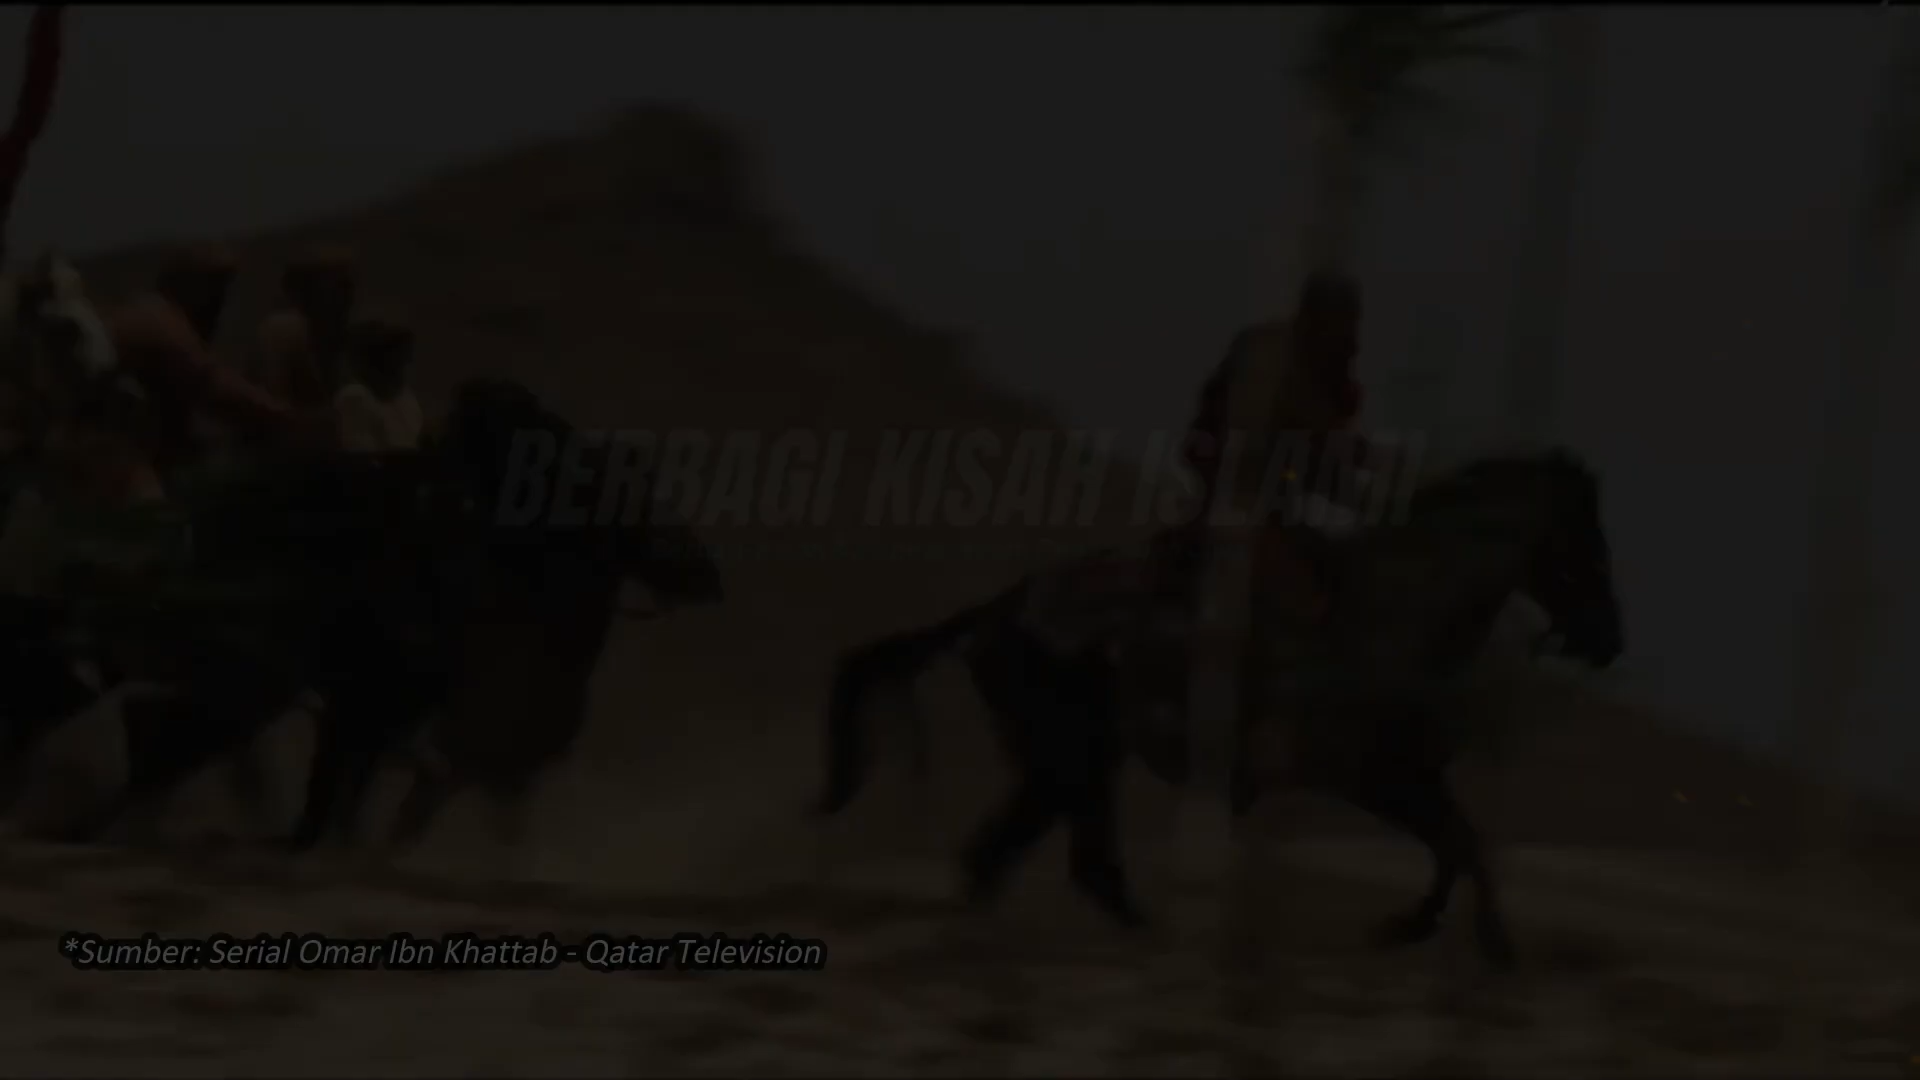 BERBAGI KISAH ISLAMI
*Sumber: Serial Omar Ibn Khattab - Qatar Television